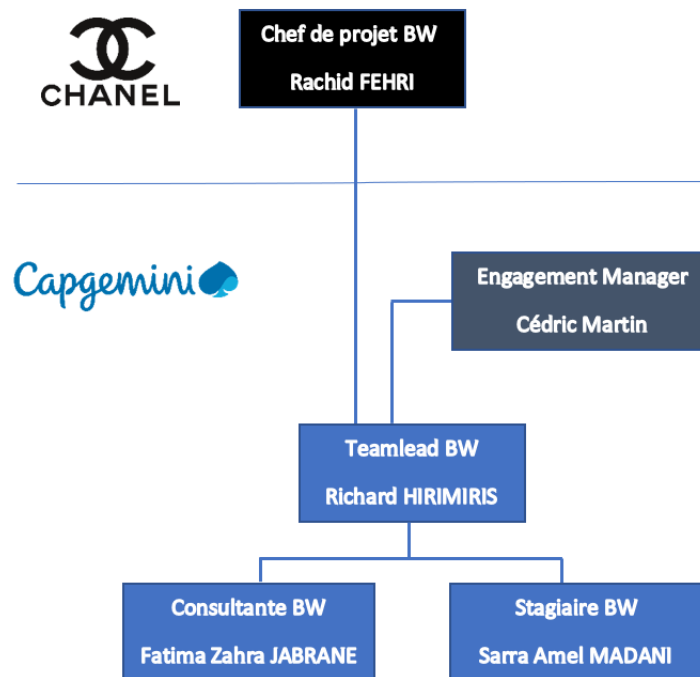 CHANEL
Chef de projet BW
Rachid FEHRI
Capgemini
Engagement Manager
Cédric Martin
Teamlead BW
Richard HIRIMIRIS
Consultante BW
Fatima Zahra JABRANE
Stagiaire BW
Sarra Amel MADANI